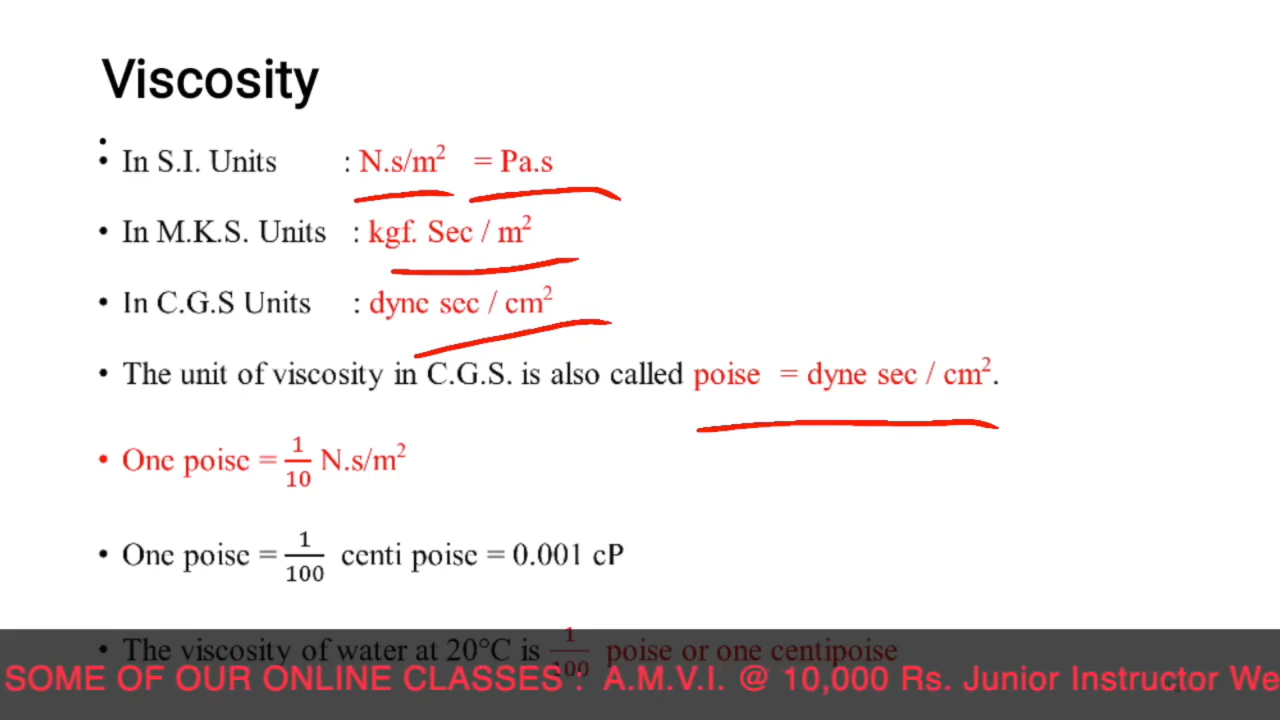 Viscosity
:
• In S.I. Units : N.s/m² = Pa.s
• In M.K.S. Units : kgf. Sec / m²
• In C.G.S Units : dyne sec / cm²
• The unit of viscosity in C.G.S. is also called poise = dyne sec / cm².
• One poise = 1/10 N.s/m²
• One poise = 1/100 centi poise = 0.001 cP
• The viscosity of water at 20°C is 1/100 poise or one centipoise
SOME OF OUR ONLINE CLASSES : A.M.V.I. @ 10,000 Rs. Junior Instructor We